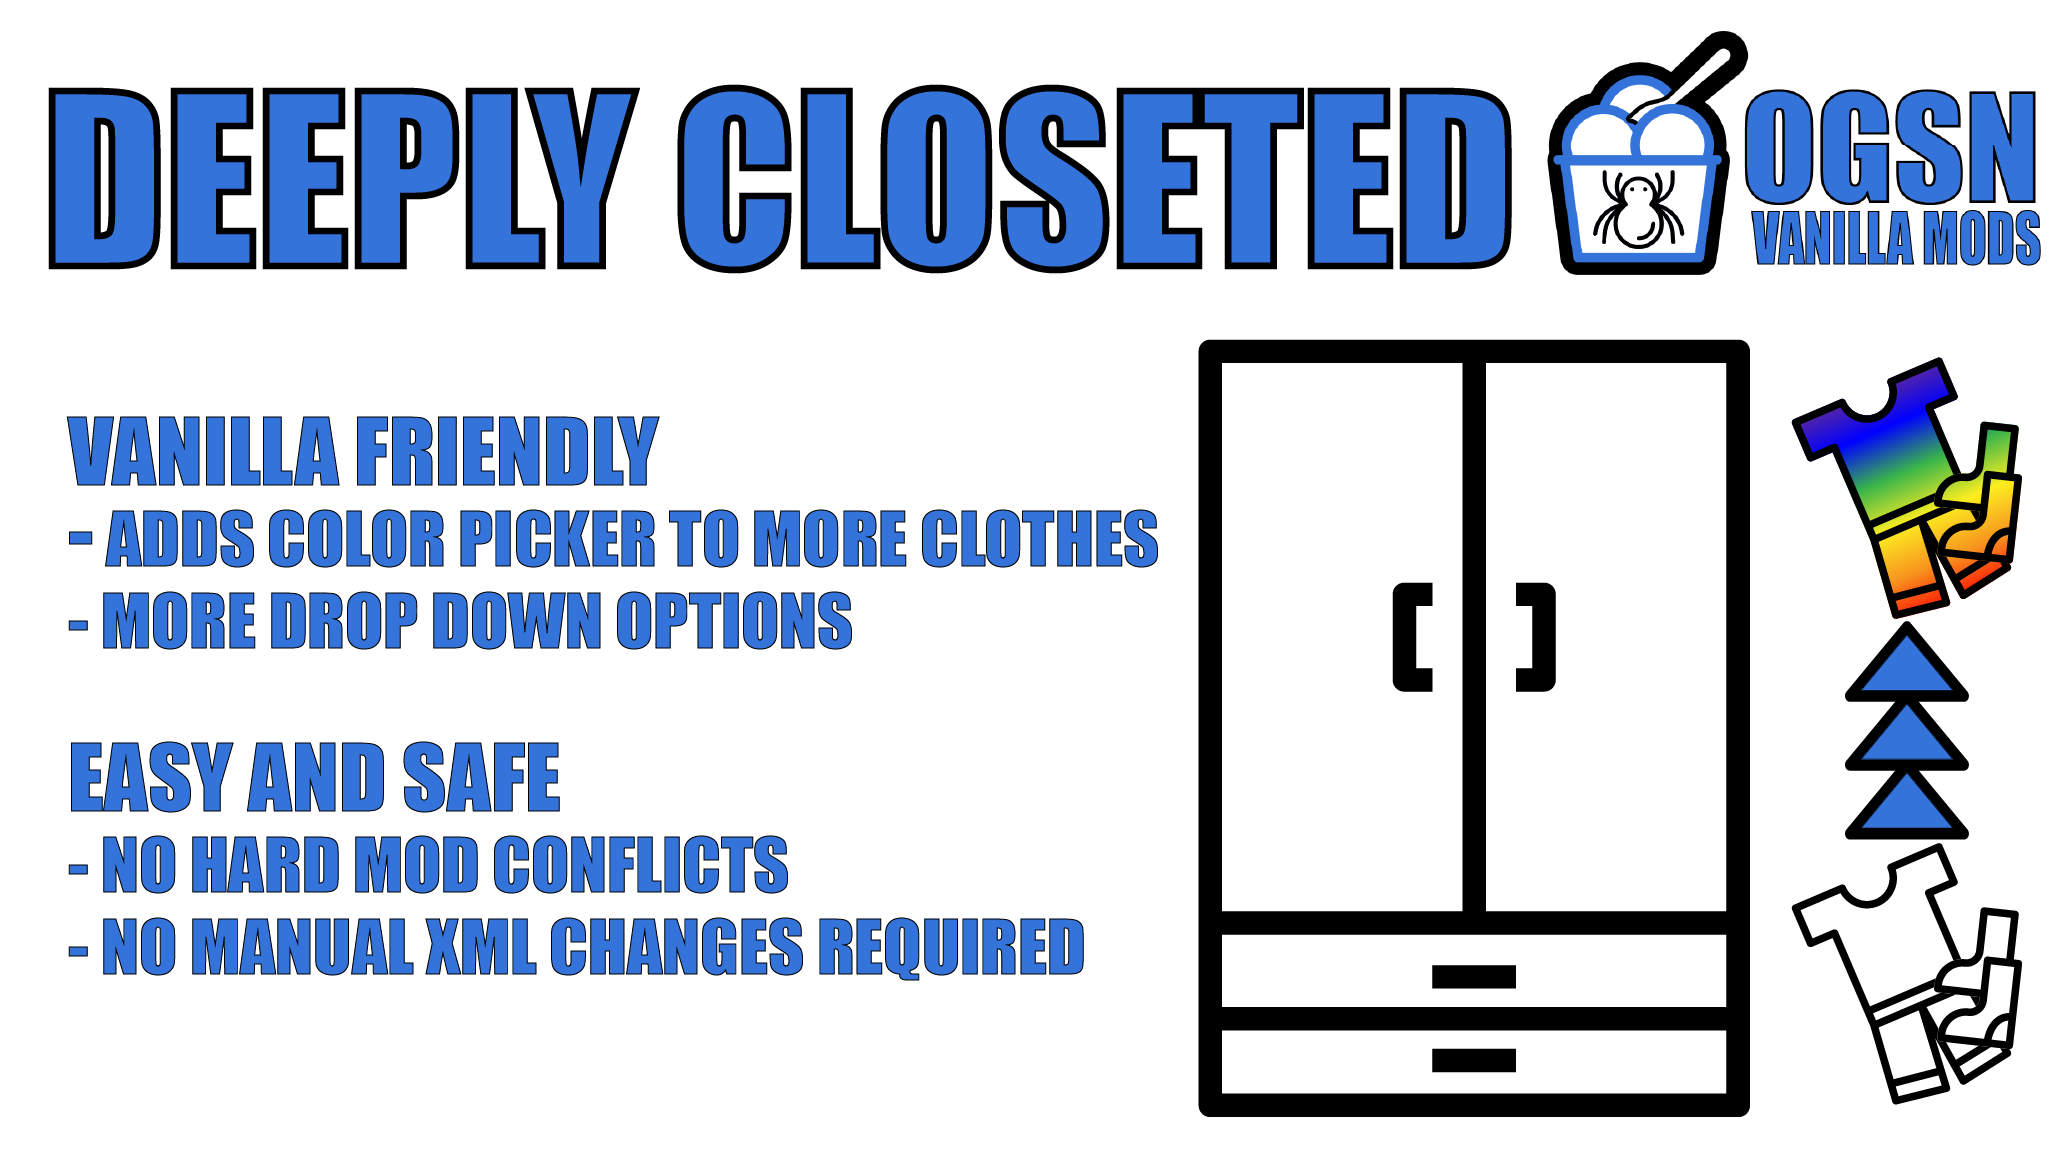 DEEPLY CLOSETED
OGSN
VANILLA MODS
VANILLA FRIENDLY
- ADDS COLOR PICKER TO MORE CLOTHES
- MORE DROP DOWN OPTIONS
EASY AND SAFE
- NO HARD MOD CONFLICTS
- NO MANUAL XML CHANGES REQUIRED